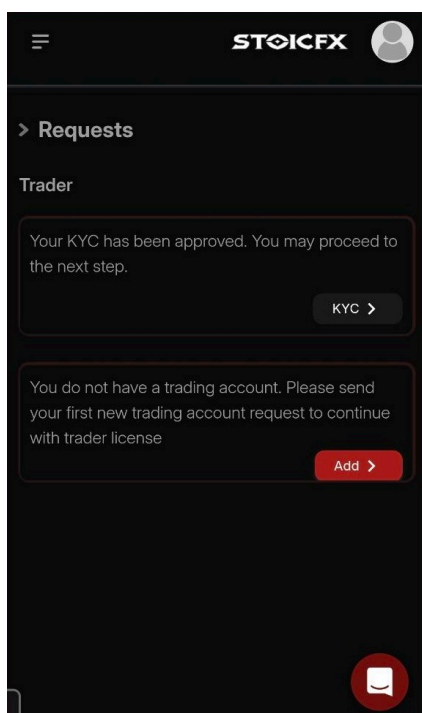 STOICFX
> Requests
Trader
Your KYC has been approved. You may proceed to
the next step.
KYC >
You do not have a trading account. Please send
your first new trading account request to continue
with trader license
Add >